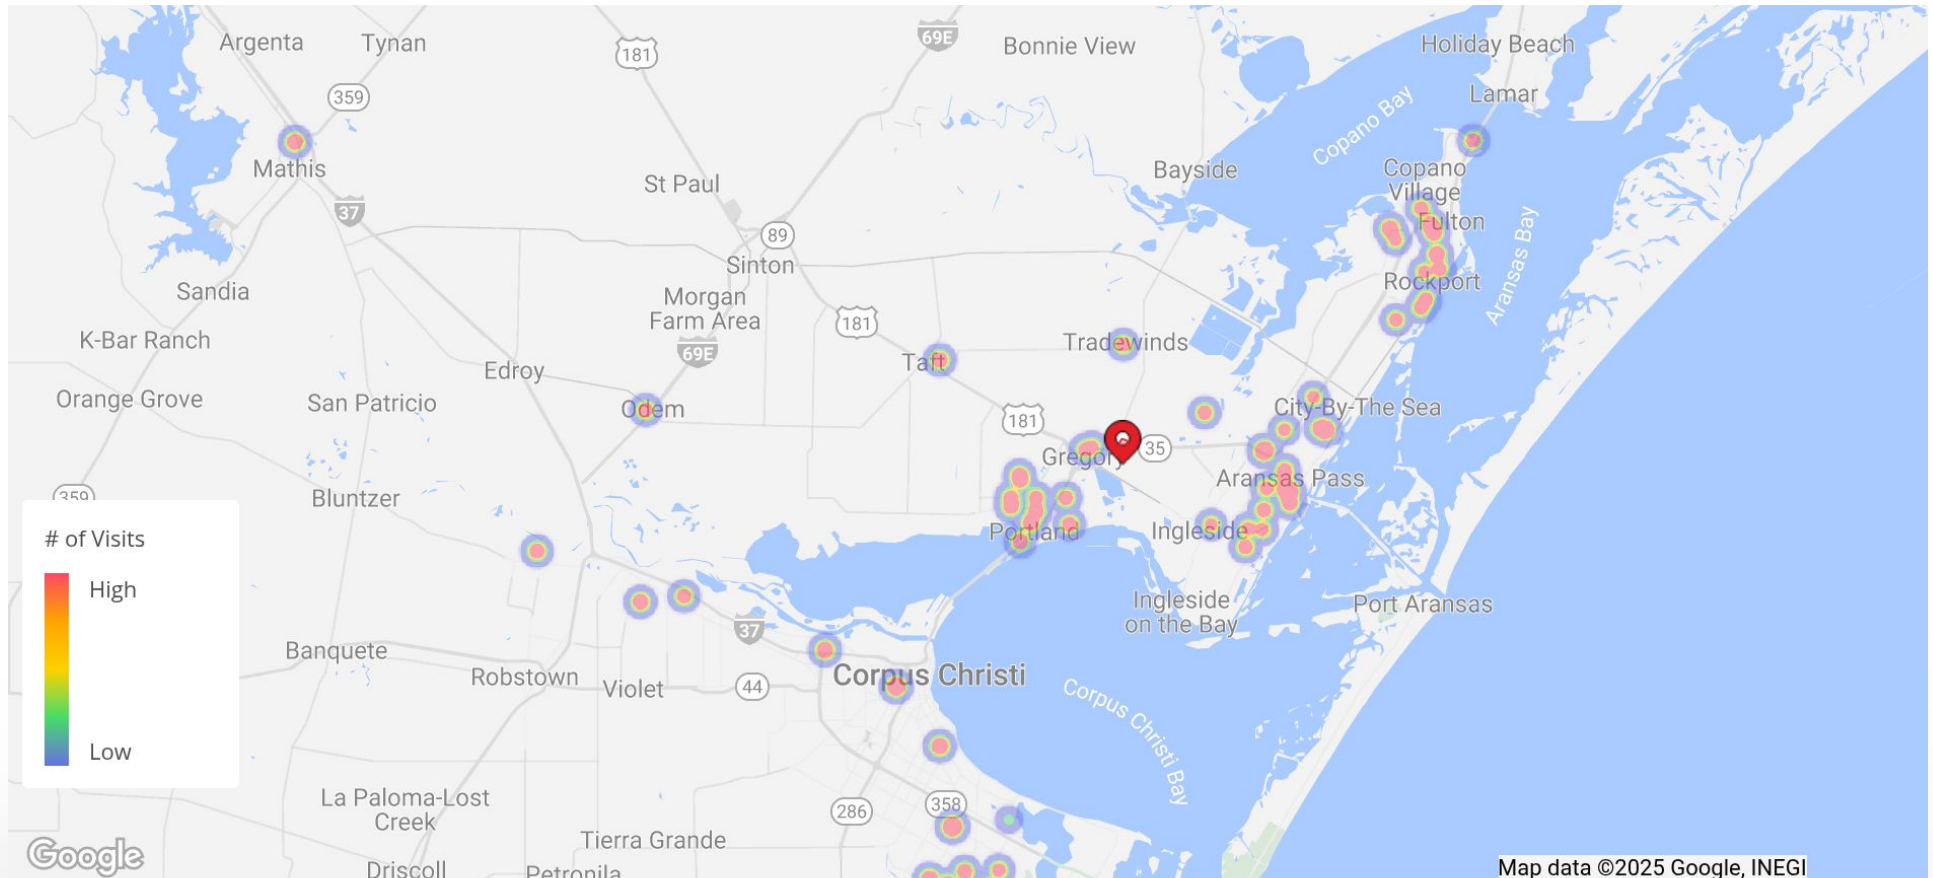 Argenta
Tynan
181
69E
Bonnie View
Holiday Beach
359
Lamar
Copano Bay
Mathis
St Paul
Bayside
Copano
Village
37
Fulton
89
Sinton
Aransas Bay
Sandia
Morgan
Farm Area
Rockport
181
K-Bar Ranch
69E
Taft
Tradewinds
Edroy
Orange Grove
San Patricio
Odem
City-By-The Sea
181
Gregory
35
Aransas Pass
359
Bluntzer
Portland
Ingleside
# of Visits
High
Low
Ingleside
on the Bay
Port Aransas
37
Banquete
Robstown
Violet
44
Corpus Christi
Corpus Christi Bay
La Paloma-Lost
Creek
286
358
Tierra Grande
Google
Driscoll
Petronila
Map data ©2025 Google, INEGI